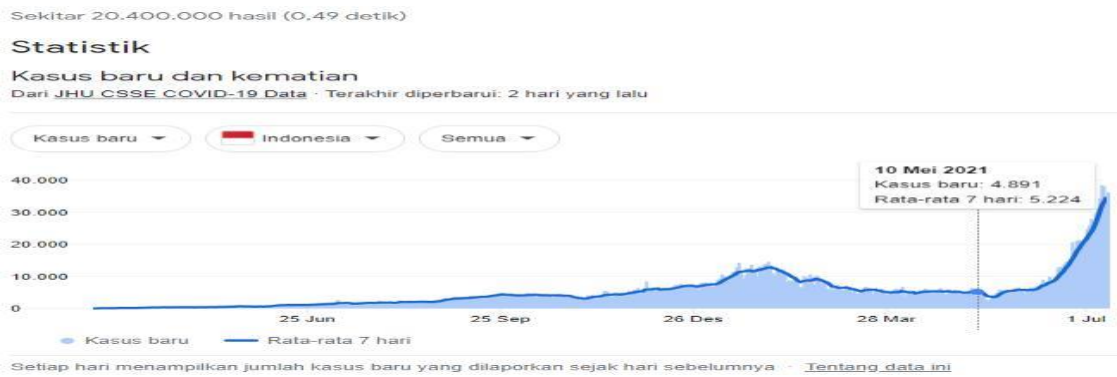 Sekitar 20.400.000 hasil (0,49 detik)
Statistik
Kasus baru dan kematian
Dari JHU CSSE COVID-19 Data · Terakhir diperbarui: 2 hari yang lalu
Kasus baru Indonesia Semua
10 Mei 2021
Kasus baru: 4.891
Rata-rata 7 hari: 5.224
40.000
30.000
20.000
10.000
0
25 Jun 25 Sep 26 Des 28 Mar 1 Jul
Kasus baru Rata-rata 7 hari
Setiap hari menampilkan jumlah kasus baru yang dilaporkan sejak hari sebelumnya · Tentang data ini